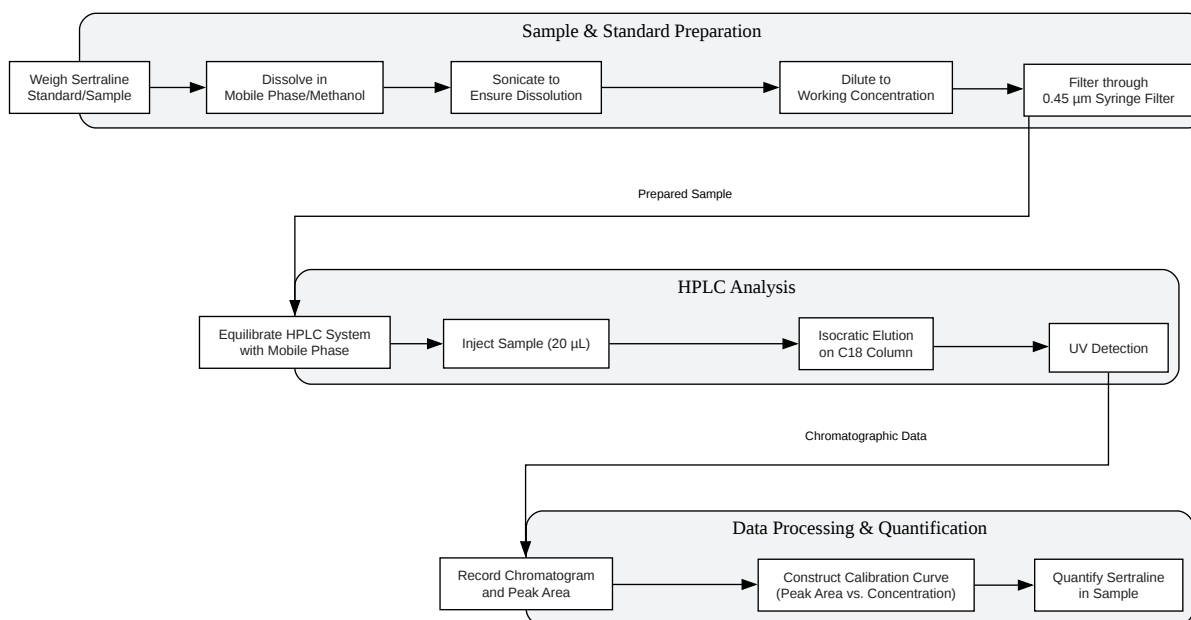 Sample & Standard Preparation
Weigh Sertraline
Standard/Sample
Dissolve in
Mobile Phase/Methanol
Sonicate to
Ensure Dissolution
Dilute to
Working Concentration
Filter through
0.45 µm Syringe Filter
Prepared Sample
HPLC Analysis
Equilibrate HPLC System
with Mobile Phase
Inject Sample (20 µL)
Isocratic Elution
on C18 Column
UV Detection
Chromatographic Data
Data Processing & Quantification
Record Chromatogram
and Peak Area
Construct Calibration Curve
(Peak Area vs. Concentration)
Quantify Sertraline
in Sample